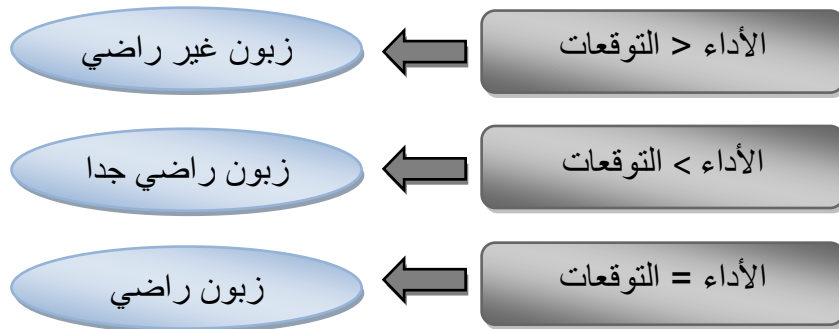 الأداء < التوقعات
زبون غير راضي
الأداء > التوقعات
زبون راضي جدا
الأداء = التوقعات
زبون راضي